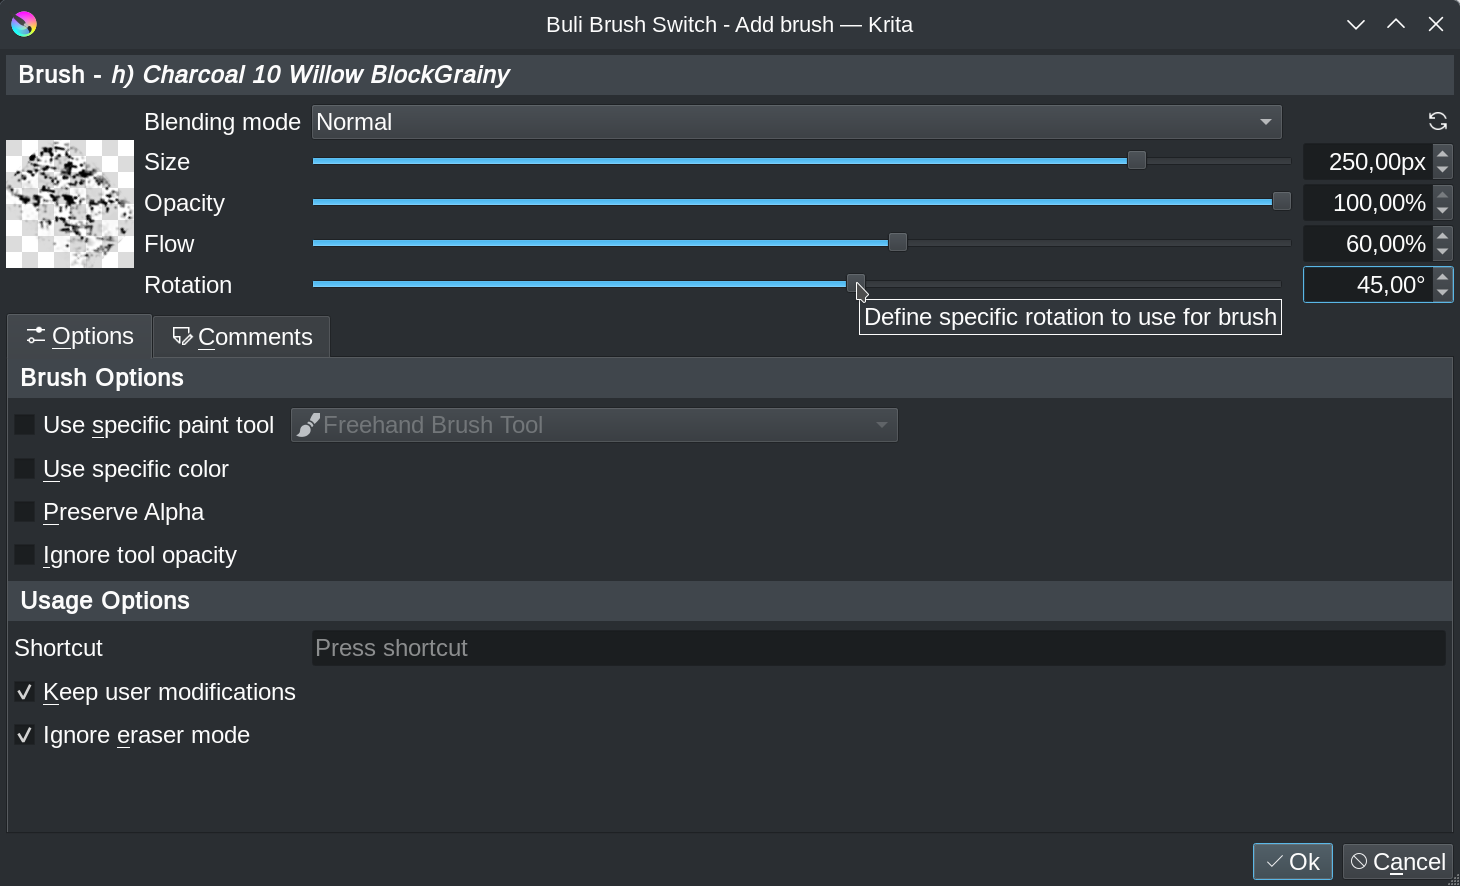 Buli Brush Switch - Add brush — Krita
Brush - h) Charcoal 10 Willow BlockGrainy
Blending mode Normal
Size 250,00px
Opacity 100,00%
Flow 60,00%
Rotation 45,00°
Define specific rotation to use for brush
Options Comments
Brush Options
Use specific paint tool Freehand Brush Tool
Use specific color
Preserve Alpha
Ignore tool opacity
Usage Options
Shortcut Press shortcut
Keep user modifications
Ignore eraser mode
Ok Cancel